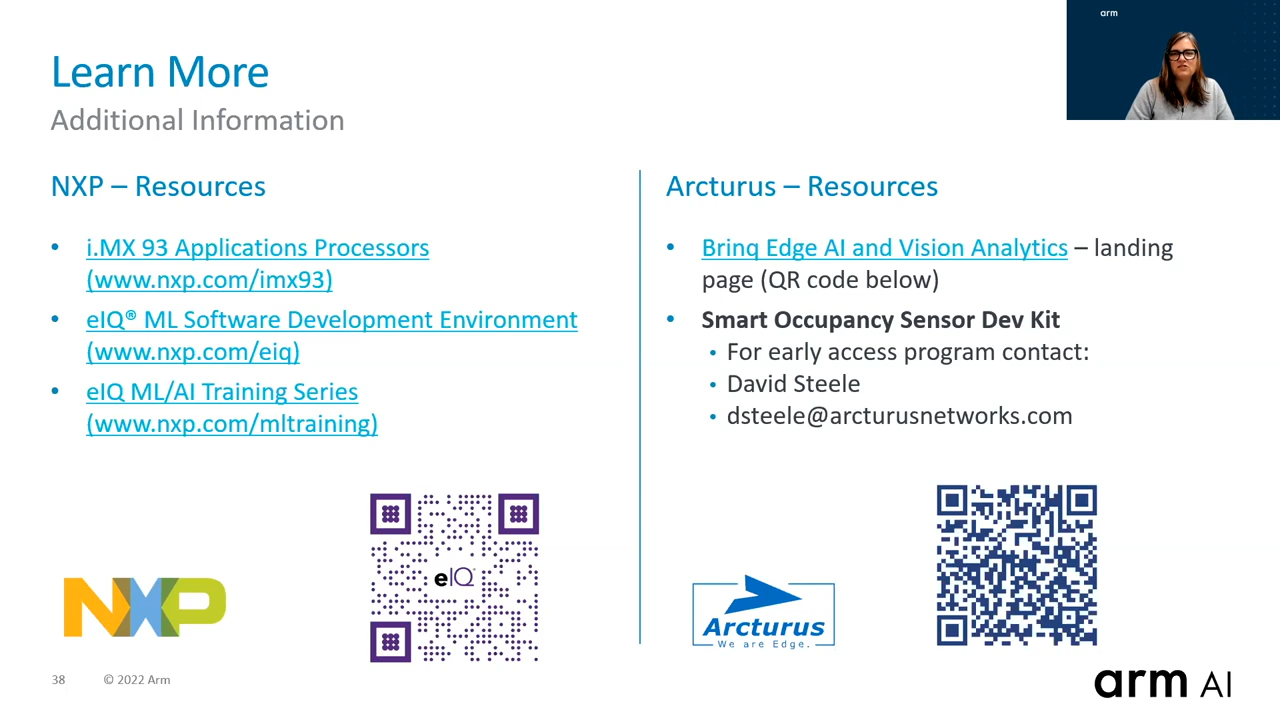 arm
Learn More
Additional Information
NXP – Resources
• i.MX 93 Applications Processors
(www.nxp.com/imx93)
• eIQ® ML Software Development Environment
(www.nxp.com/eiq)
• eIQ ML/AI Training Series
(www.nxp.com/mltraining)
eIQ
NXP
Arcturus – Resources
• Brinq Edge AI and Vision Analytics – landing
page (QR code below)
• Smart Occupancy Sensor Dev Kit
• For early access program contact:
• David Steele
• dsteele@arcturusnetworks.com
Arcturus
We are Edge.
38 © 2022 Arm
arm AI